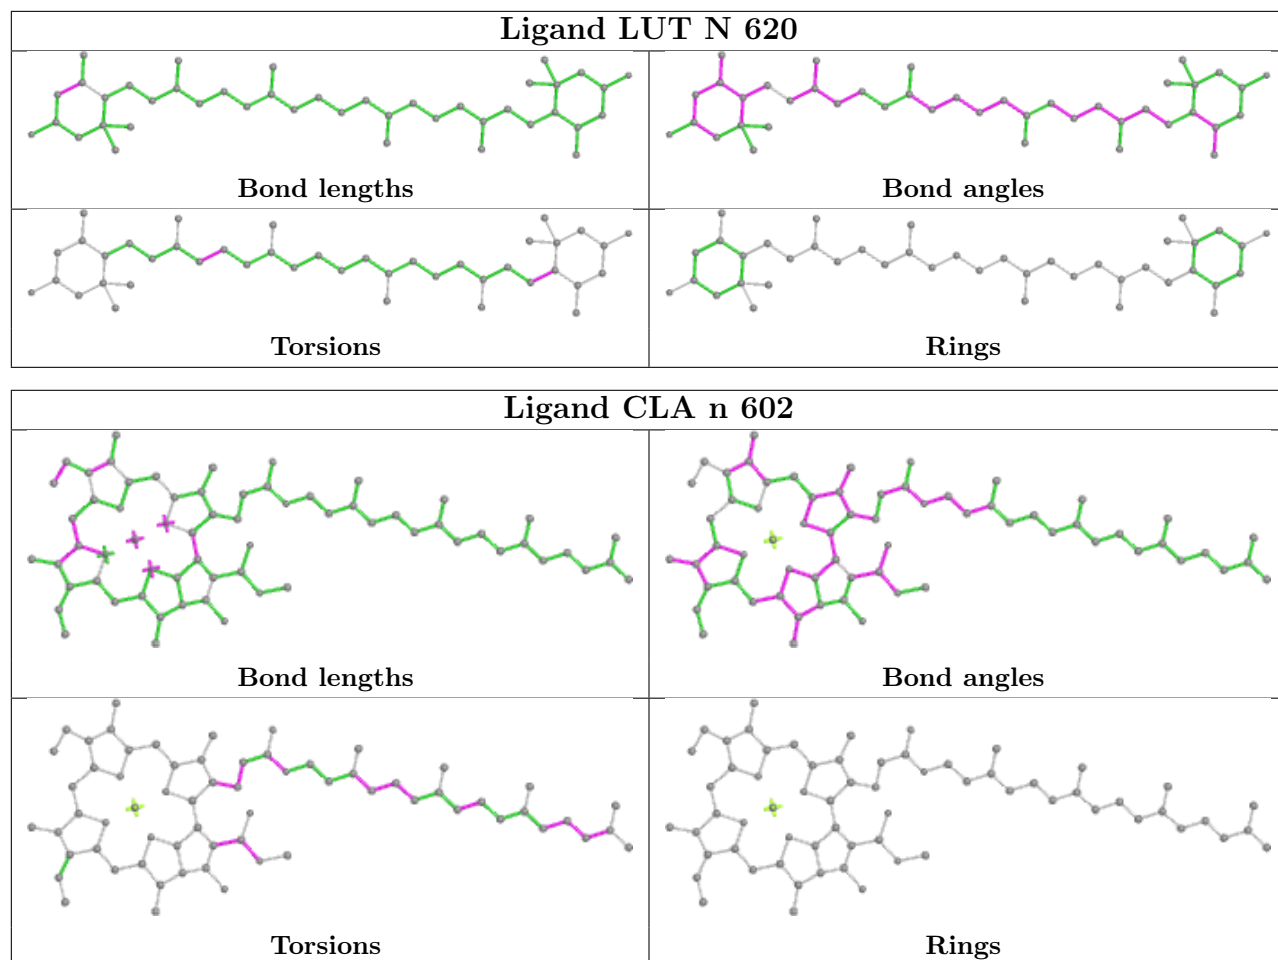 Ligand LUT N 620
Bond lengths
Bond angles
Torsions
Rings
Ligand CLA n 602
Bond lengths
Bond angles
Torsions
Rings